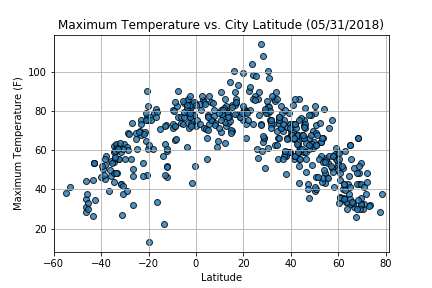 Maximum Temperature vs. City Latitude (05/31/2018)
Maximum Temperature (F)
100
80
60
40
20
−60 −40 −20 0 20 40 60 80
Latitude